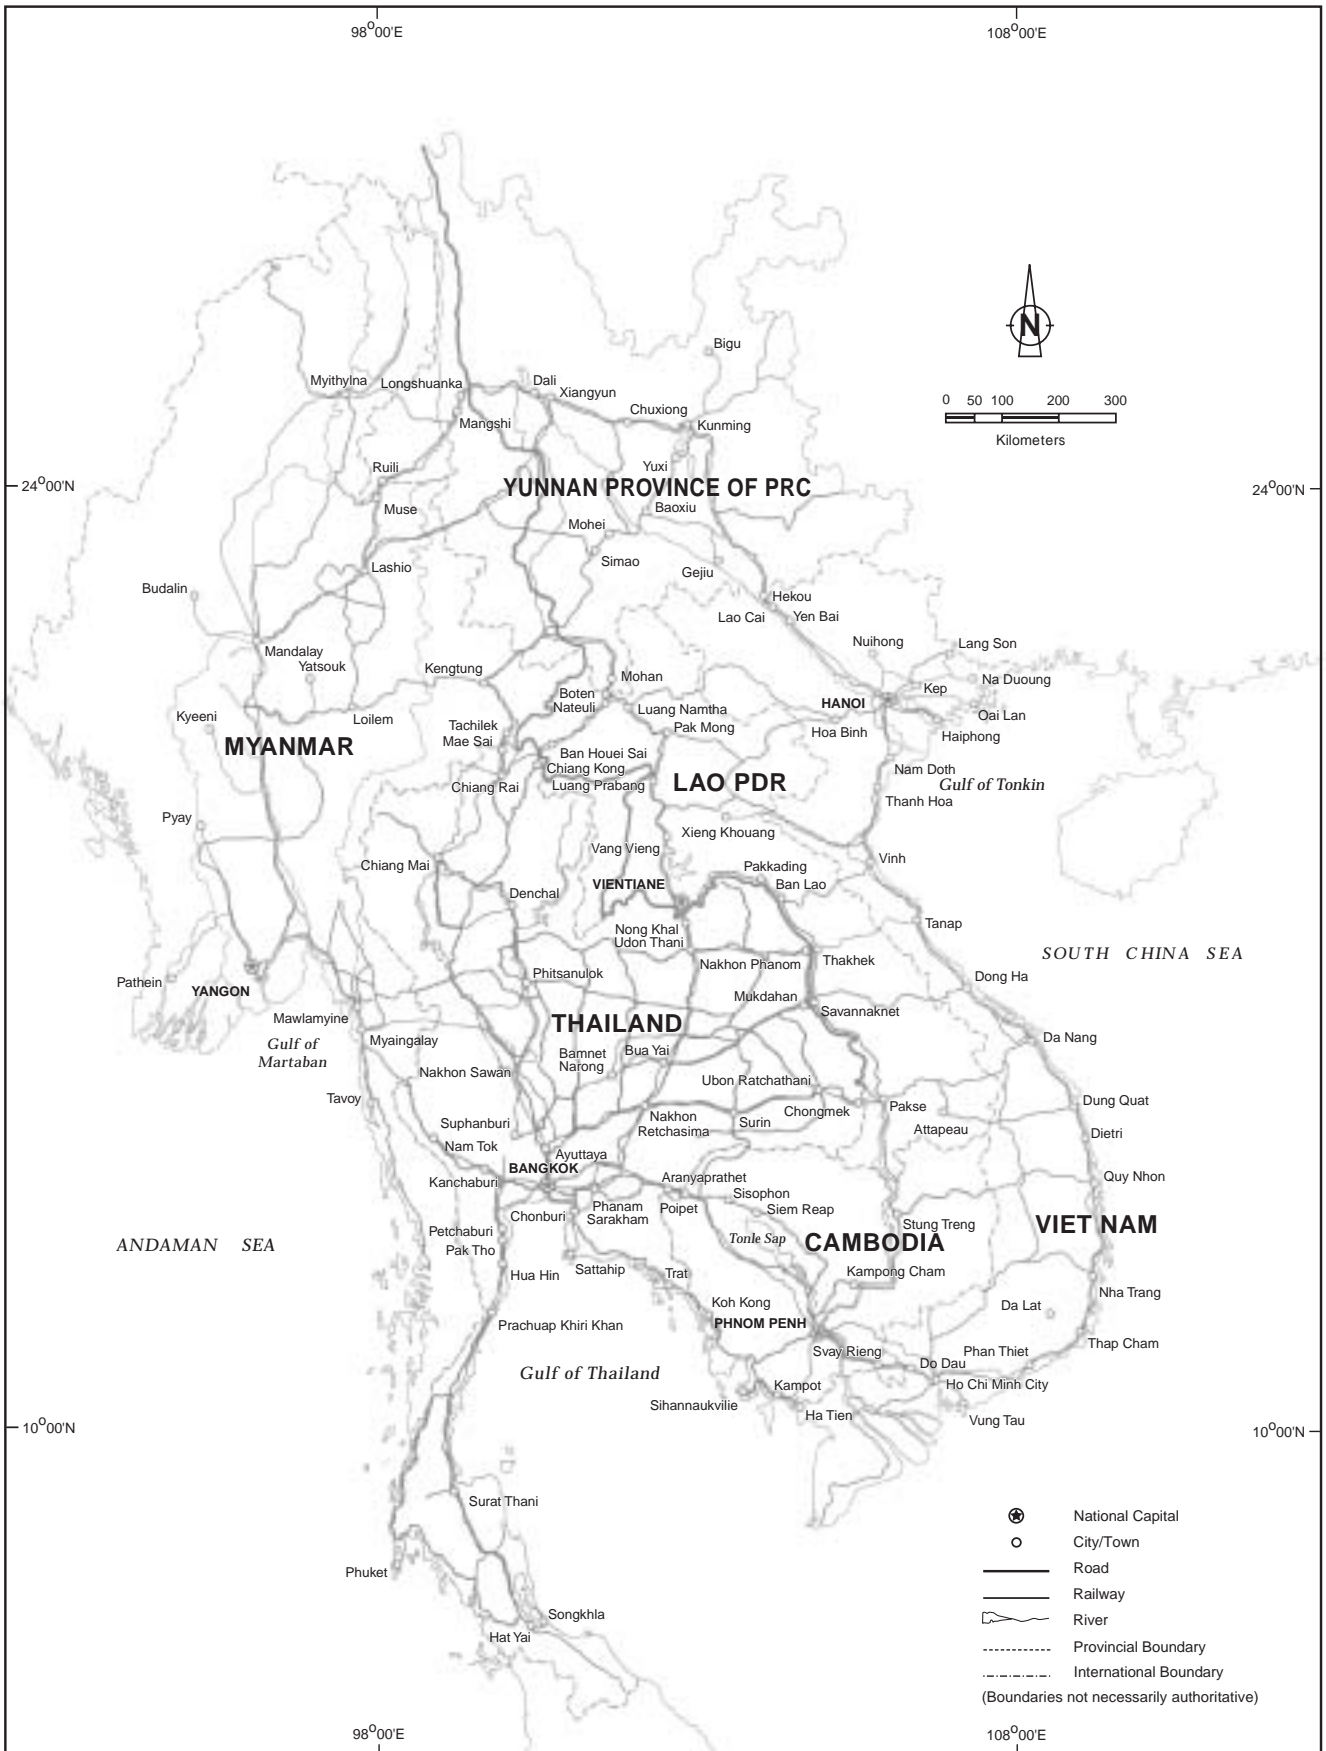 98°00'E
108°00'E
Bigu
N
Myithylna
Longshuanka
Dali
Xiangyun
0 50 100 200 300
Kilometers
Chuxiong
Mangshi
Kunming
Ruili
Yuxi
24°00'N
YUNNAN PROVINCE OF PRC
24°00'N
Muse
Baoxiu
Mohei
Simao
Lashio
Gejiu
Budalin
Hekou
Lao Cai
Yen Bai
Nuihong
Lang Son
Mandalay
Yatsouk
Kengtung
Mohan
Na Duoung
Kep
Boten
Nateuli
HANOI
Luang Namtha
Oai Lan
Kyeeni
Loilem
Tachilek
Pak Mong
Hoa Binh
Haiphong
Mae Sai
MYANMAR
Ban Houei Sai
Chiang Kong
Nam Doth
LAO PDR
Chiang Rai
Luang Prabang
Gulf of Tonkin
Thanh Hoa
Pyay
Xieng Khouang
Vang Vieng
Chiang Mai
Pakkading
Vinh
VIENTIANE
Ban Lao
Denchal
Tanap
Nong Khal
Udon Thani
SOUTH CHINA SEA
Nakhon Phanom
Thakhek
Phitsanulok
Dong Ha
Pathein
YANGON
Mukdahan
Savannaknet
Mawlamyine
THAILAND
Myaingalay
Gulf of
Martaban
Da Nang
Bamnet
Narong
Bua Yai
Nakhon Sawan
Ubon Ratchathani
Tavoy
Chongmek
Pakse
Dung Quat
Suphanburi
Nakhon
Retchasima
Surin
Attapeau
Dietri
Nam Tok
Ayuttaya
BANGKOK
Kanchaburi
Aranyaprathet
Quy Nhon
Sisophon
Phanam
Sarakham
Poipet
Siem Reap
Chonburi
Petchaburi
Stung Treng
VIET NAM
Tonle Sap
CAMBODIA
Pak Tho
ANDAMAN SEA
Hua Hin
Sattahip
Trat
Kampong Cham
Nha Trang
Koh Kong
Da Lat
PHNOM PENH
Prachuap Khiri Khan
Thap Cham
Svay Rieng
Phan Thiet
Do Dau
Gulf of Thailand
Kampot
Ho Chi Minh City
Sihannaukvilie
Ha Tien
Vung Tau
10°00'N
10°00'N
Surat Thani
National Capital
City/Town
Road
Phuket
Railway
Songkhla
River
Hat Yai
Provincial Boundary
International Boundary
(Boundaries not necessarily authoritative)
98°00'E
108°00'E